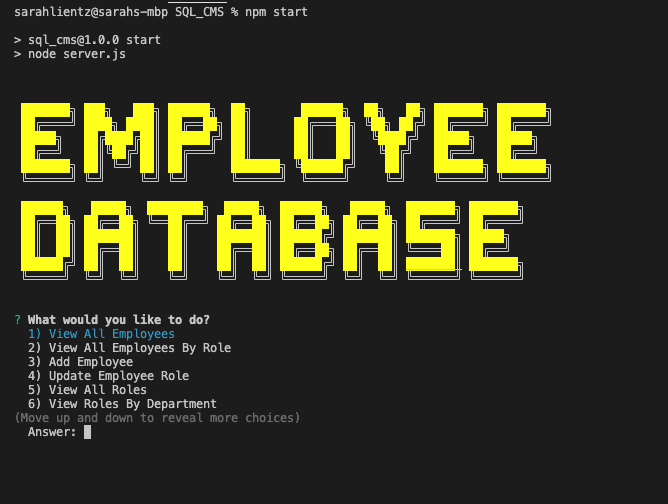 sarahlientz@sarahs-mbp SQL_CMS % npm start
> sql_cms@1.0.0 start
> node server.js
EMPLOYEE
DATABASE
? What would you like to do?
1) View All Employees
2) View All Employees By Role
3) Add Employee
4) Update Employee Role
5) View All Roles
6) View Roles By Department
(Move up and down to reveal more choices)
Answer: